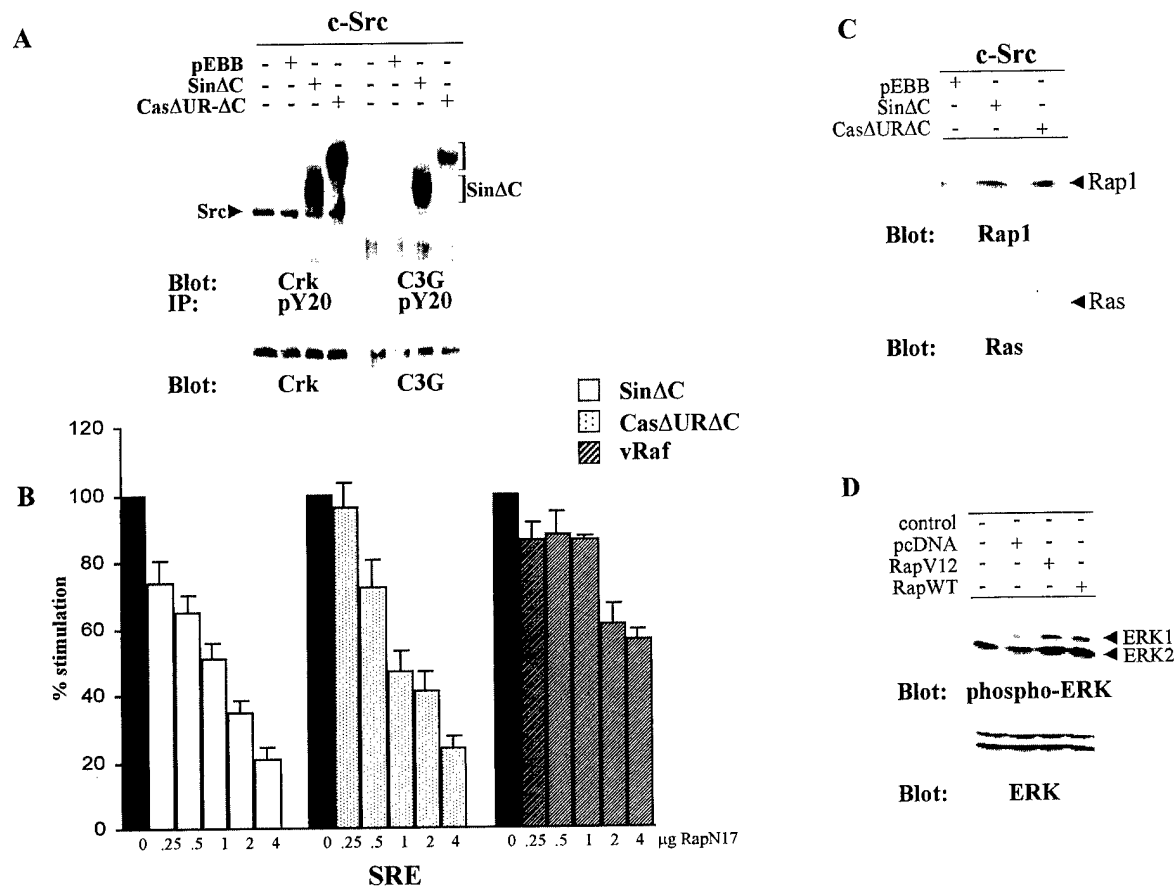 A
c-Src
pEBB - + - - - + - -
SinΔC - - + - - - + -
CasΔUR-ΔC - - - + - - - +
]
] SinΔC
Src
Blot: Crk C3G
IP: pY20 pY20
Blot: Crk C3G
B
SinΔC
CasΔURΔC
vRaf
% stimulation
120
100
80
60
40
20
0
0 .25 .5 1 2 4 0 .25 .5 1 2 4 0 .25 .5 1 2 4 µg RapN17
SRE
C
c-Src
pEBB + - -
SinΔC - + -
CasΔURΔC - - +
Rap1
Blot: Rap1
Ras
Blot: Ras
D
control - - - -
pcDNA - + - -
RapV12 - - + -
RapWT - - - +
ERK1
ERK2
Blot: phospho-ERK
Blot: ERK